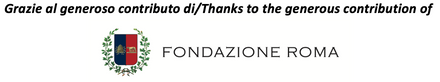 Grazie al generoso contributo di/Thanks to the generous contribution of
FONDAZIONE ROMA